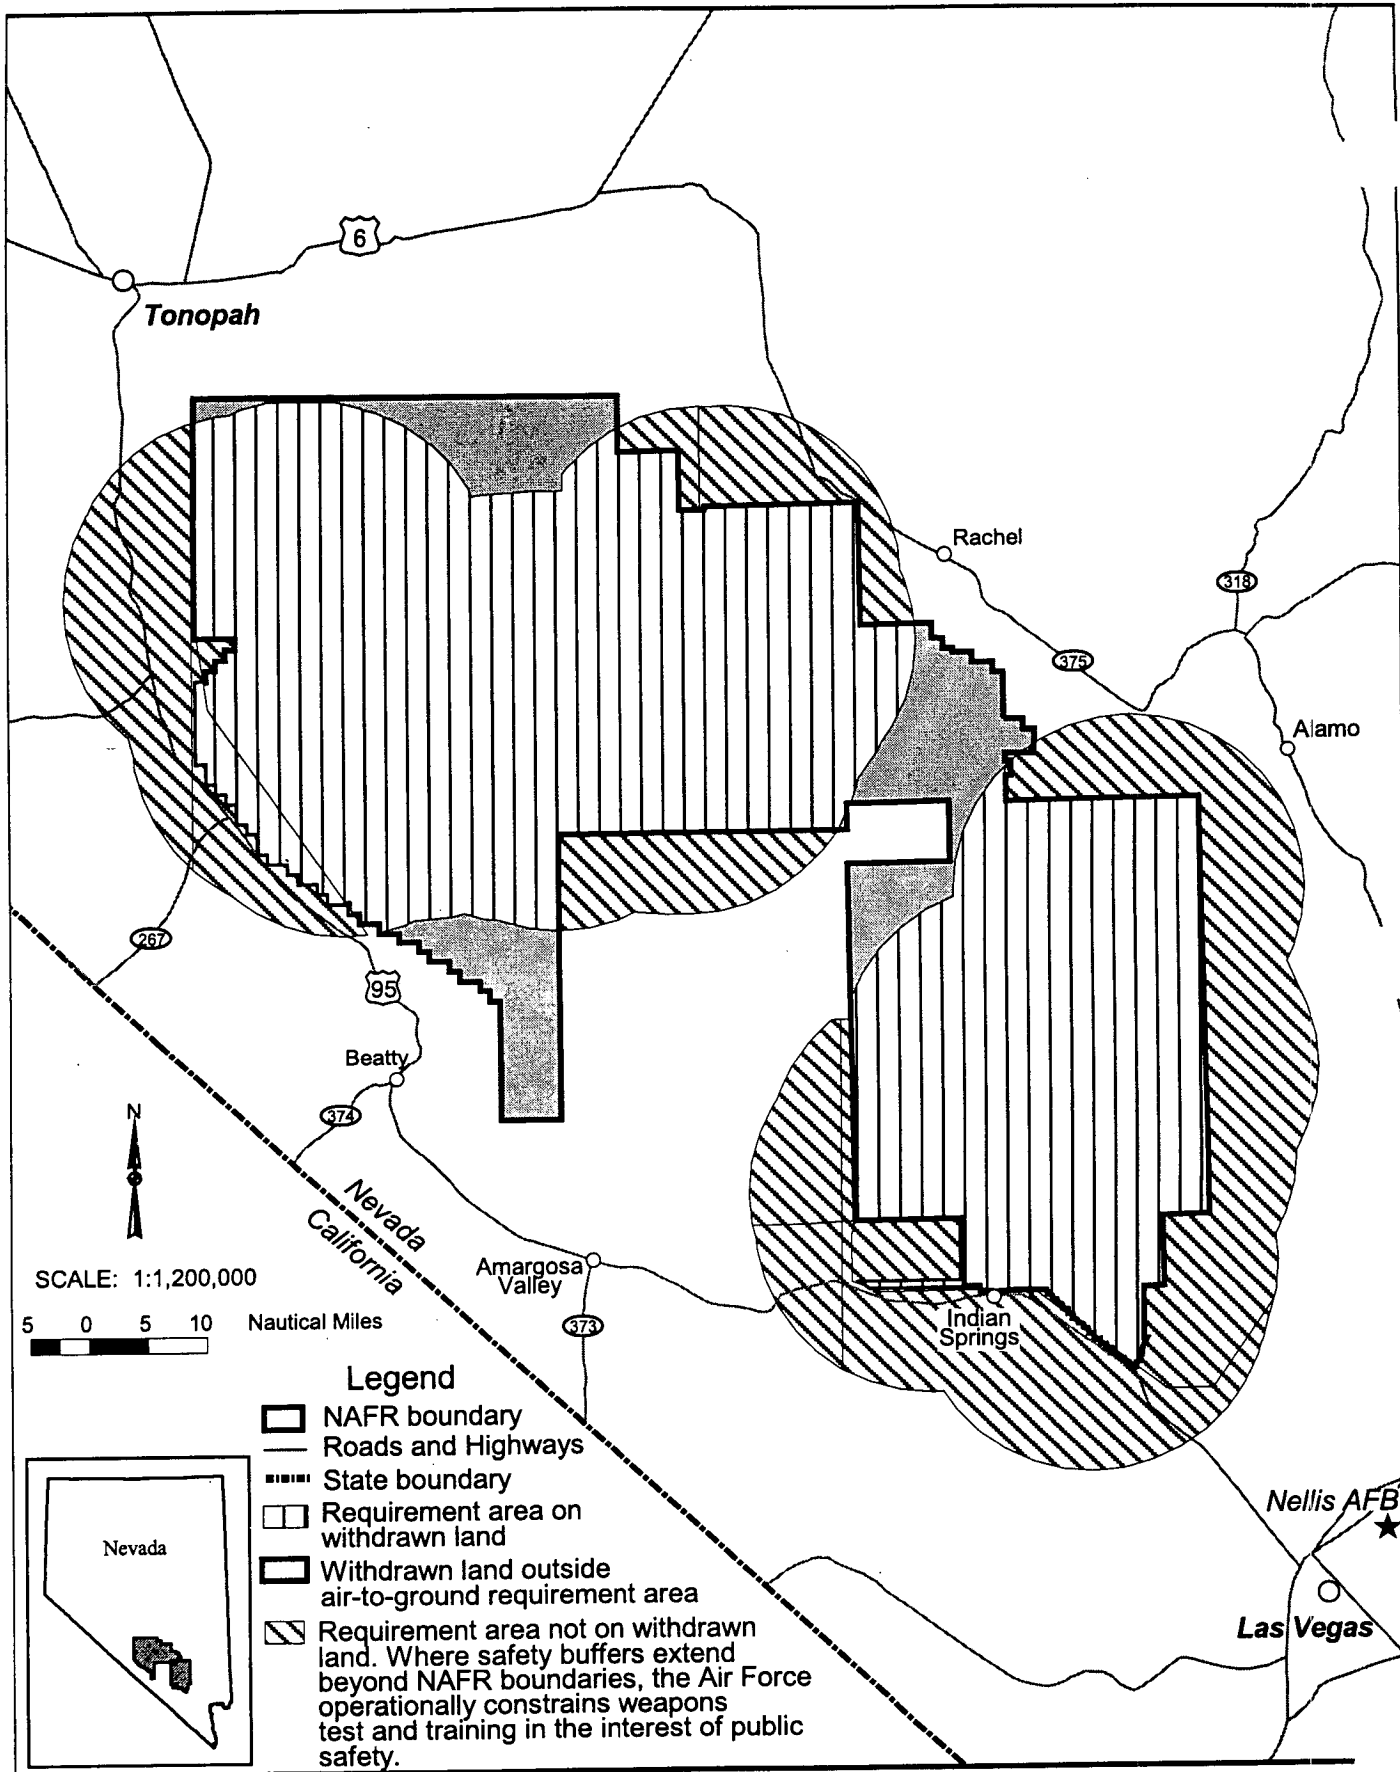 6
Tonopah
Rachel
318
375
Alamo
267
95
Beatty
374
N
Nevada
California
SCALE: 1:1,200,000
Amargosa
Valley
5 0 5 10 Nautical Miles
373
Indian
Springs
Legend
NAFR boundary
Roads and Highways
State boundary
Requirement area on
withdrawn land
Withdrawn land outside
air-to-ground requirement area
Requirement area not on withdrawn
land. Where safety buffers extend
beyond NAFR boundaries, the Air Force
operationally constrains weapons
test and training in the interest of public
safety.
Nevada
Nellis AFB
Las Vegas